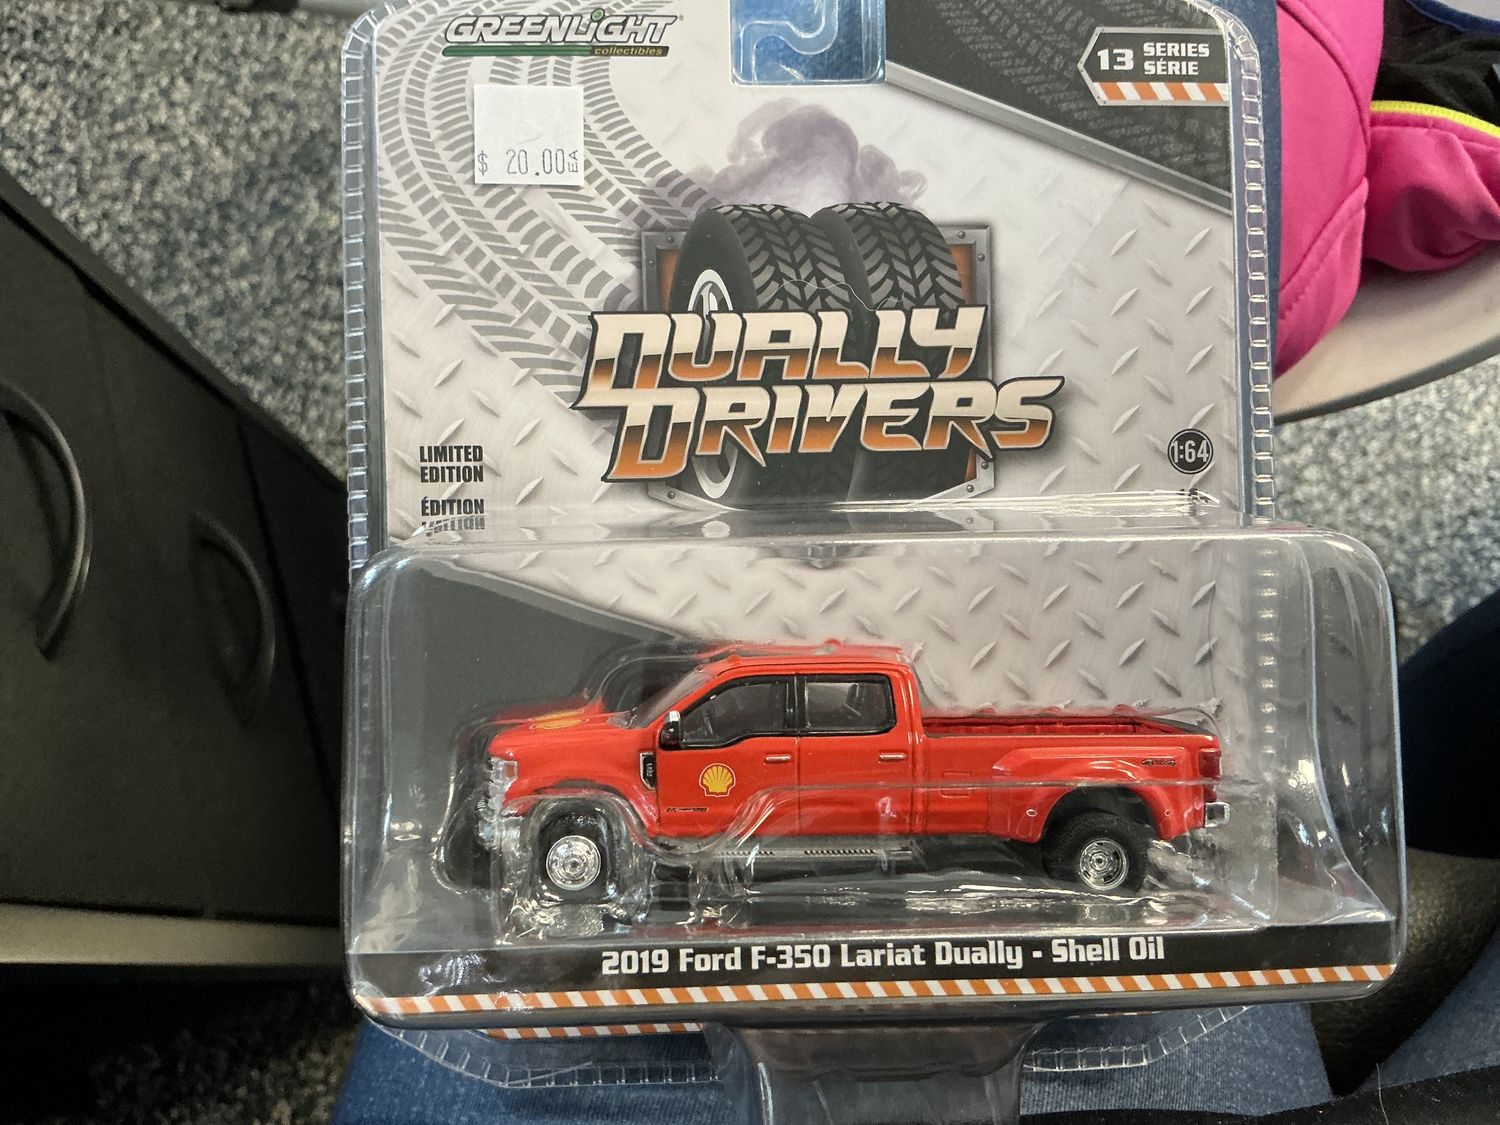 GREENLiGHT
collectibles
13 SERIES
SÉRIE
$ 20.00 EA
DUALLY
DRIVERS
LIMITED
EDITION
ÉDITION
1:64
2019 Ford F-350 Lariat Dually - Shell Oil